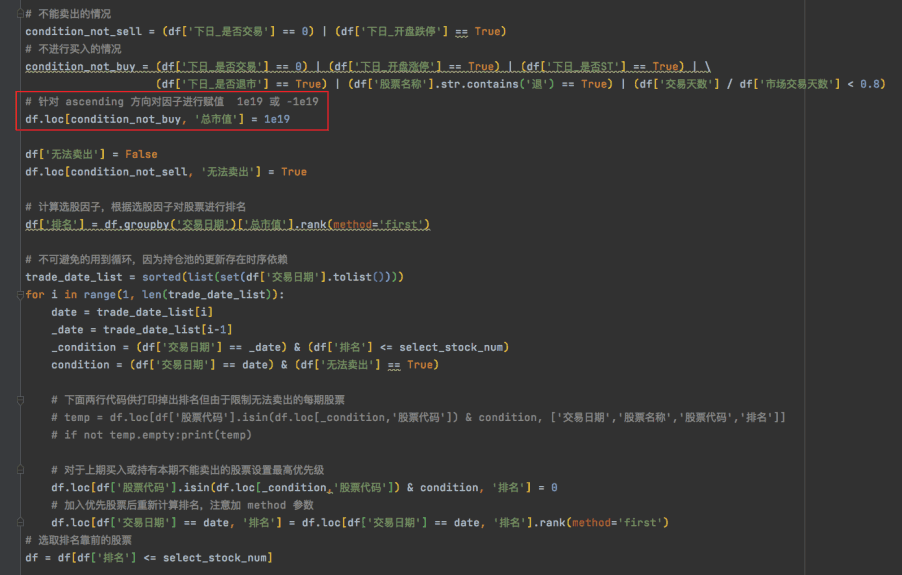 # 不能卖出的情况
condition_not_sell = (df['下日_是否交易'] == 0) | (df['下日_开盘跌停'] == True)
# 不进行买入的情况
condition_not_buy = (df['下日_是否交易'] == 0) | (df['下日_开盘涨停'] == True) | (df['下日_是否ST'] == True) | \
(df['下日_是否退市'] == True) | (df['股票名称'].str.contains('退') == True) | (df['交易天数'] / df['市场交易天数'] < 0.8)
# 针对 ascending 方向对因子进行赋值 1e19 或 -1e19
df.loc[condition_not_buy, '总市值'] = 1e19
df['无法卖出'] = False
df.loc[condition_not_sell, '无法卖出'] = True
# 计算选股因子，根据选股因子对股票进行排名
df['排名'] = df.groupby('交易日期')['总市值'].rank(method='first')
# 不可避免的用到循环，因为持仓池的更新存在时序依赖
trade_date_list = sorted(list(set(df['交易日期'].tolist())))
for i in range(1, len(trade_date_list)):
date = trade_date_list[i]
_date = trade_date_list[i-1]
_condition = (df['交易日期'] == _date) & (df['排名'] <= select_stock_num)
condition = (df['交易日期'] == date) & (df['无法卖出'] == True)
# 下面两行代码供打印掉出排名但由于限制无法卖出的每期股票
# temp = df.loc[df['股票代码'].isin(df.loc[_condition,'股票代码']) & condition, ['交易日期','股票名称','股票代码','排名']]
# if not temp.empty:print(temp)
# 对于上期买入或持有本期不能卖出的股票设置最高优先级
df.loc[df['股票代码'].isin(df.loc[_condition,'股票代码']) & condition, '排名'] = 0
# 加入优先股票后重新计算排名，注意加 method 参数
df.loc[df['交易日期'] == date, '排名'] = df.loc[df['交易日期'] == date, '排名'].rank(method='first')
# 选取排名靠前的股票
df = df[df['排名'] <= select_stock_num]